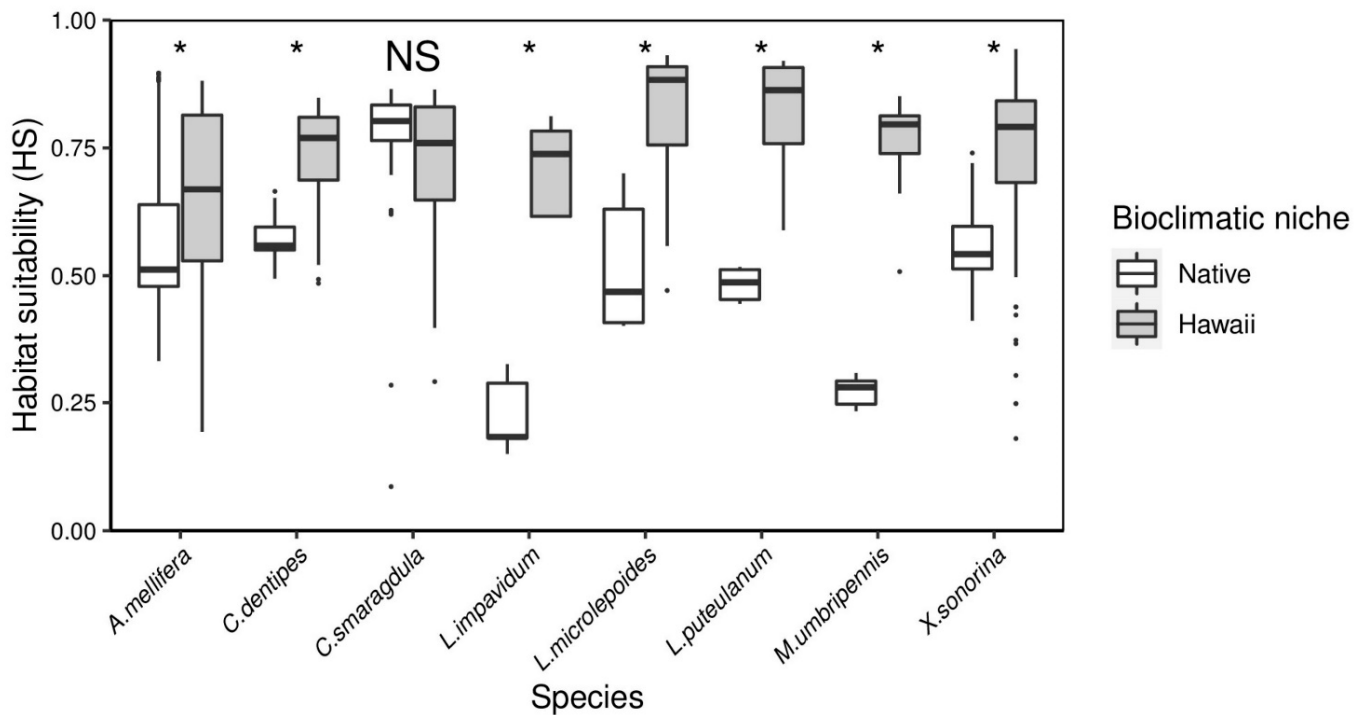 Habitat suitability (HS)
1.00
0.75
0.50
0.25
0.00
* * NS * * * * *
A.mellifera
C.dentipes
C.smaragdula
L.impavidum
L.microlepoides
L.puteulanum
M.umbripennis
X.sonorina
Species
Bioclimatic niche
Native
Hawaii